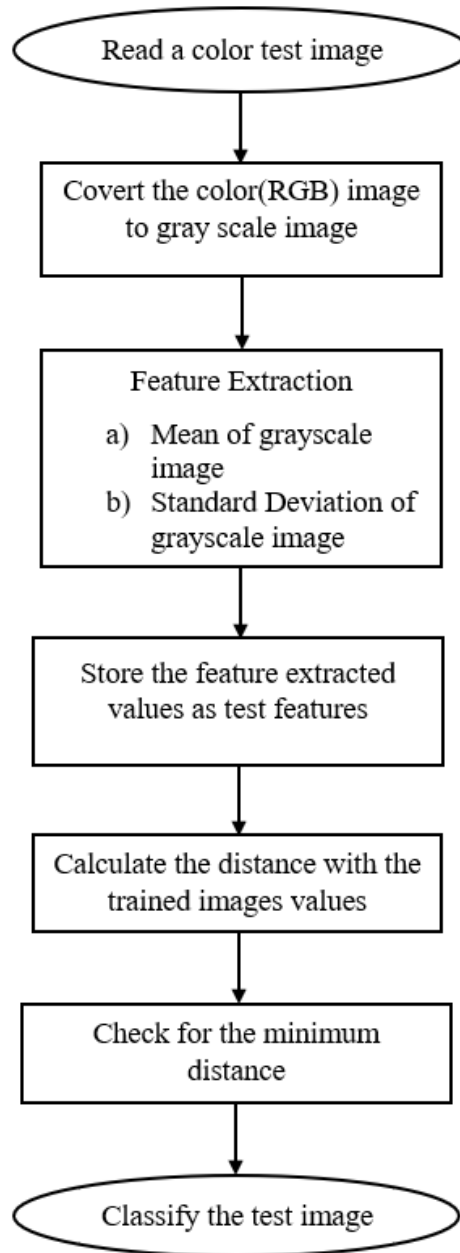 Read a color test image
Covert the color(RGB) image
to gray scale image
Feature Extraction
a) Mean of grayscale
image
b) Standard Deviation of
grayscale image
Store the feature extracted
values as test features
Calculate the distance with the
trained images values
Check for the minimum
distance
Classify the test image